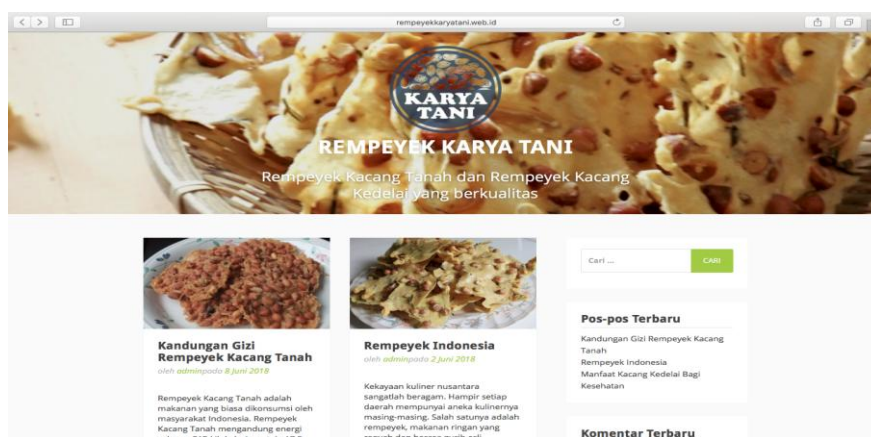 rempeyekkaryatani.web.id
KARYA
TANI
REMPEYEK KARYA TANI
Rempeyek Kacang Tanah dan Rempeyek Kacang
Kedelai yang berkualitas
Kandungan Gizi
Rempeyek Kacang Tanah
oleh adminpada 8 Juni 2018
Rempeyek Kacang Tanah adalah
makanan yang biasa dikonsumsi oleh
masyarakat Indonesia. Rempeyek
Kacang Tanah mengandung energi
Rempeyek Indonesia
oleh adminpada 2 Juni 2018
Kekayaan kuliner nusantara
sangatlah beragam. Hampir setiap
daerah mempunyai aneka kulinernya
masing-masing. Salah satunya adalah
rempeyek, makanan ringan yang
Cari ...
CARI
Pos-pos Terbaru
Kandungan Gizi Rempeyek Kacang
Tanah
Rempeyek Indonesia
Manfaat Kacang Kedelai Bagi
Kesehatan
Komentar Terbaru